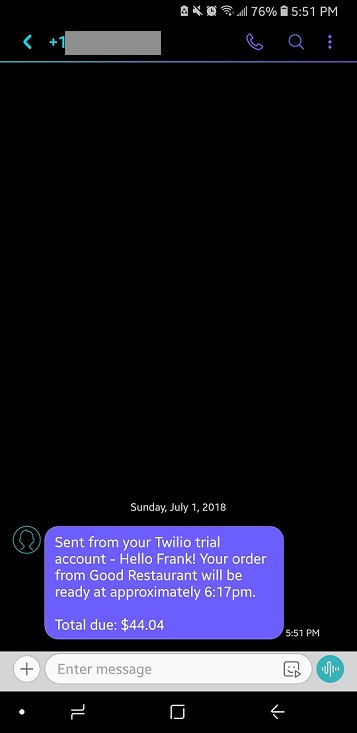 76% 5:51 PM
+1
Sunday, July 1, 2018
Sent from your Twilio trial
account - Hello Frank! Your order
from Good Restaurant will be
ready at approximately 6:17pm.
Total due: $44.04
5:51 PM
Enter message